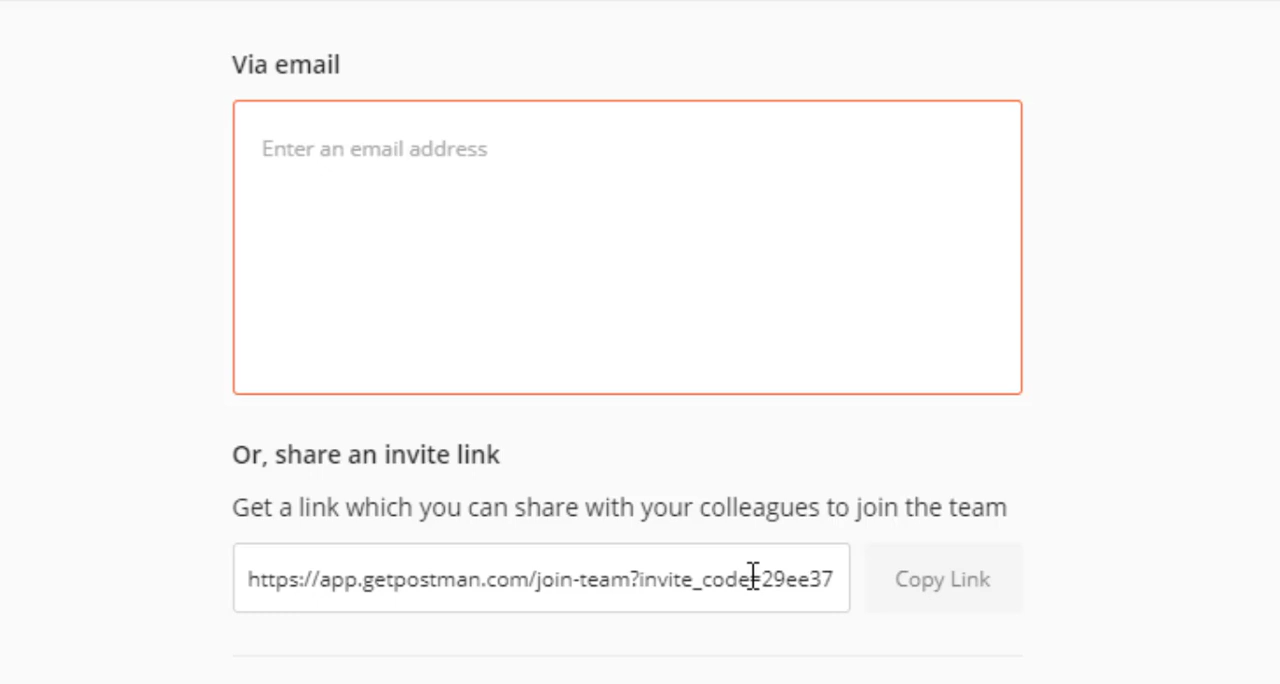 Via email
Enter an email address
Or, share an invite link
Get a link which you can share with your colleagues to join the team
https://app.getpostman.com/join-team?invite_code=29ee37
Copy Link